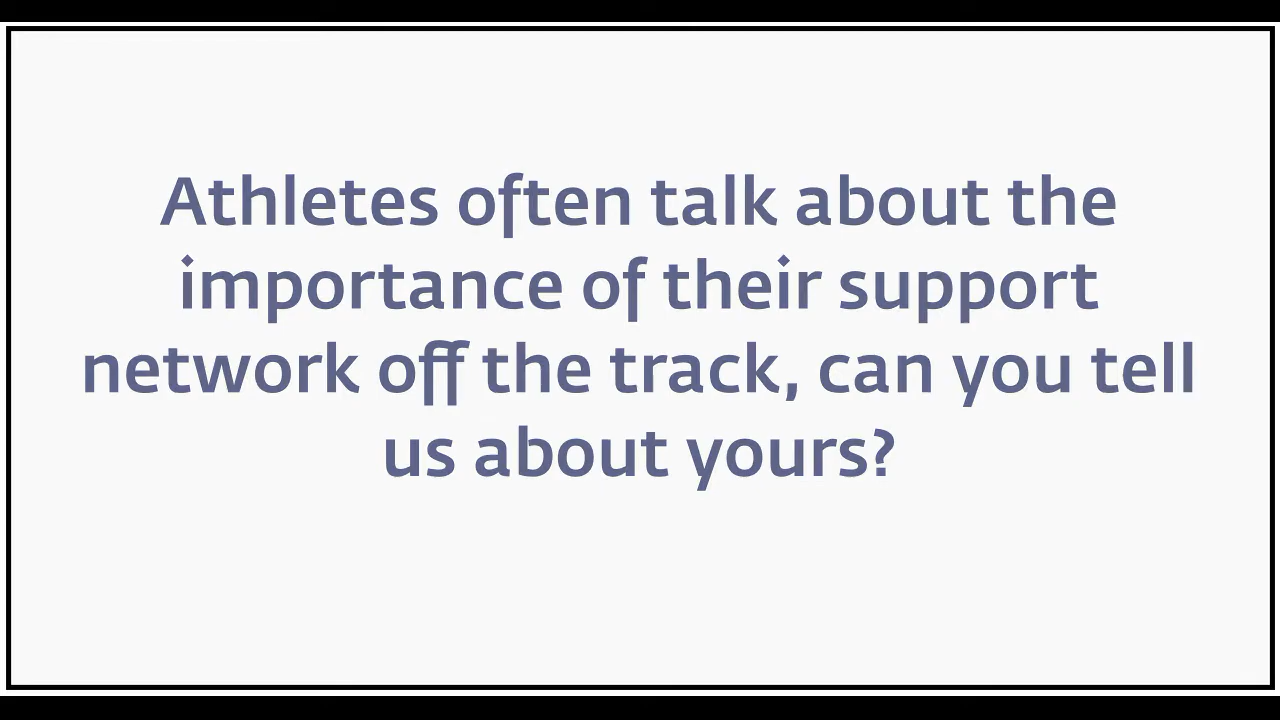 Athletes often talk about the
importance of their support
network off the track, can you tell
us about yours?